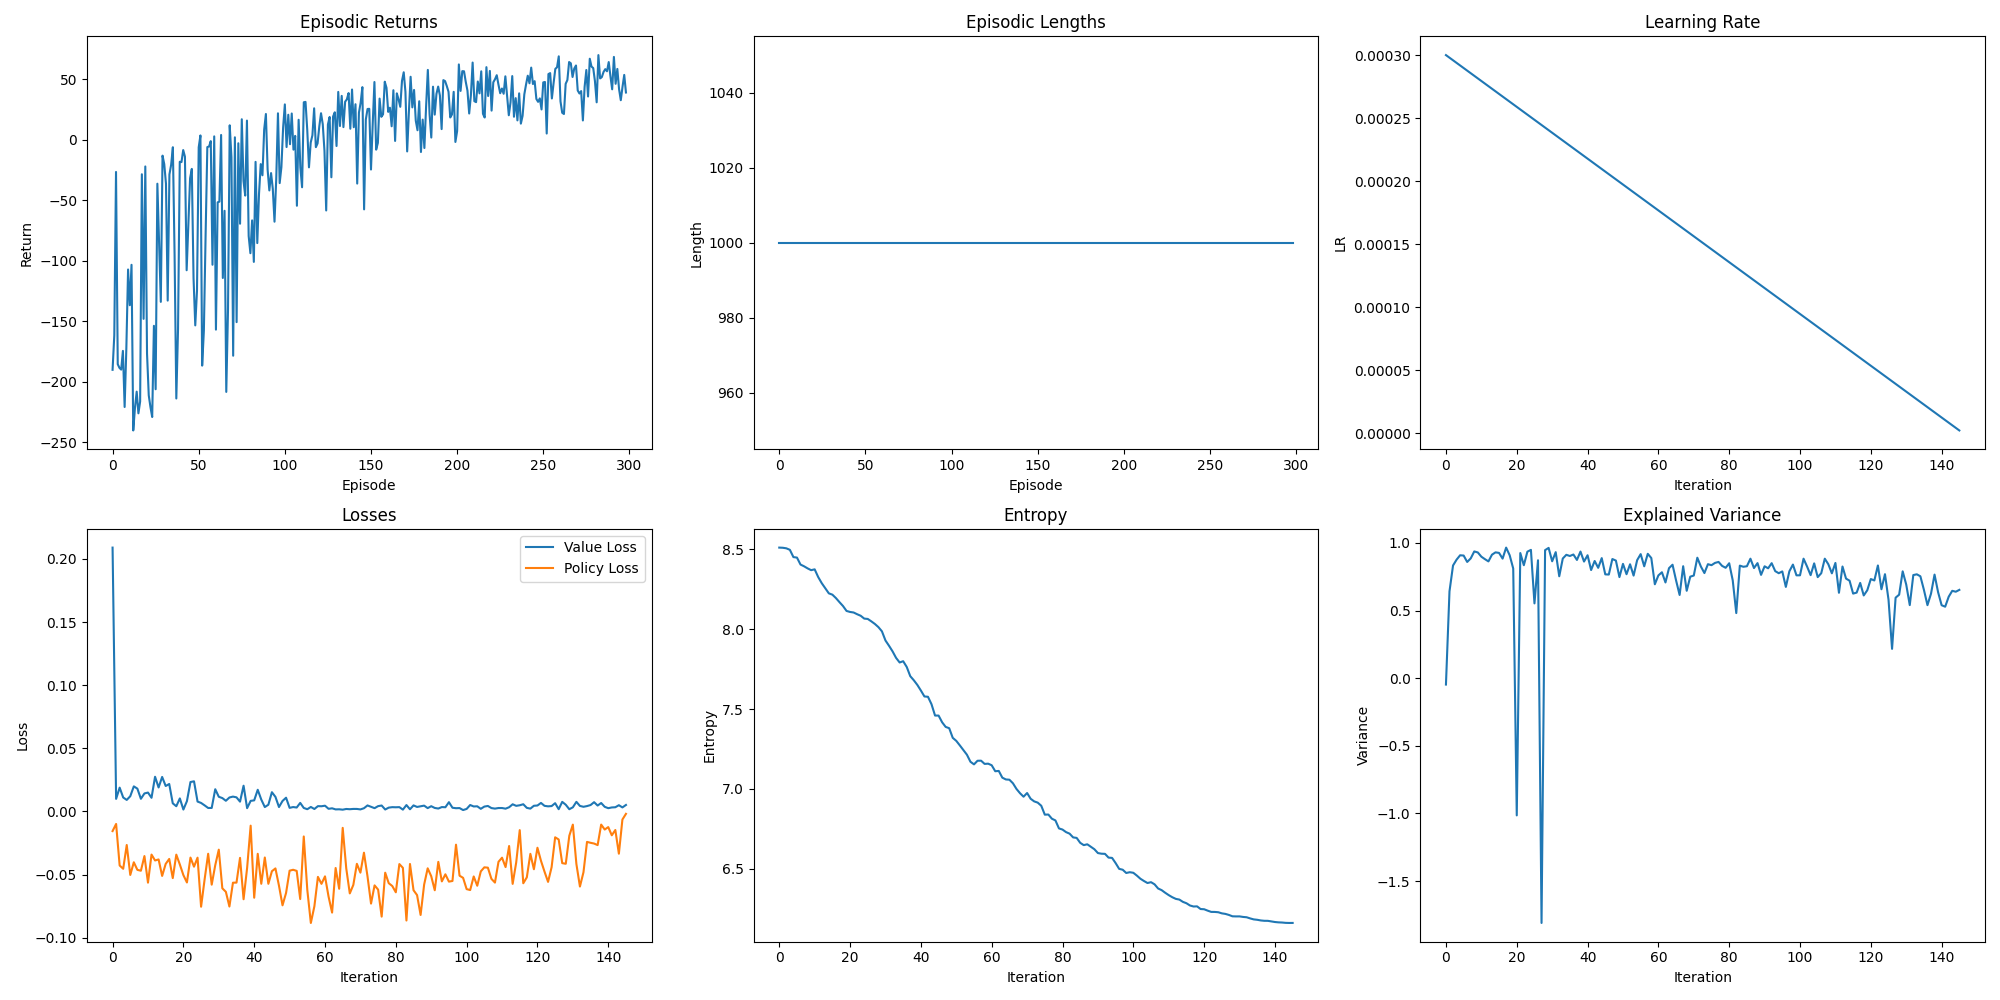 Episodic Returns
Return
50
0
−50
−100
−150
−200
−250
0 50 100 150 200 250 300
Episode
Episodic Lengths
Length
1040
1020
1000
980
960
0 50 100 150 200 250 300
Episode
Learning Rate
LR
0.00030
0.00025
0.00020
0.00015
0.00010
0.00005
0.00000
0 20 40 60 80 100 120 140
Iteration
Losses
Loss
0.20
0.15
0.10
0.05
0.00
−0.05
−0.10
Value Loss
Policy Loss
0 20 40 60 80 100 120 140
Iteration
Entropy
Entropy
8.5
8.0
7.5
7.0
6.5
0 20 40 60 80 100 120 140
Iteration
Explained Variance
Variance
1.0
0.5
0.0
−0.5
−1.0
−1.5
0 20 40 60 80 100 120 140
Iteration